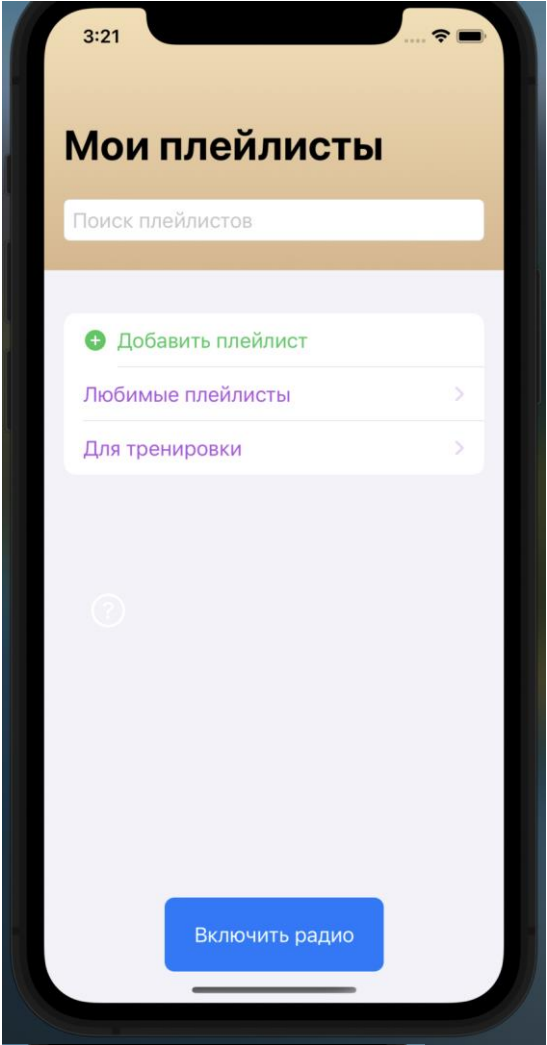 3:21
Мои плейлисты
Поиск плейлистов
Добавить плейлист
Любимые плейлисты
Для тренировки
?
Включить радио